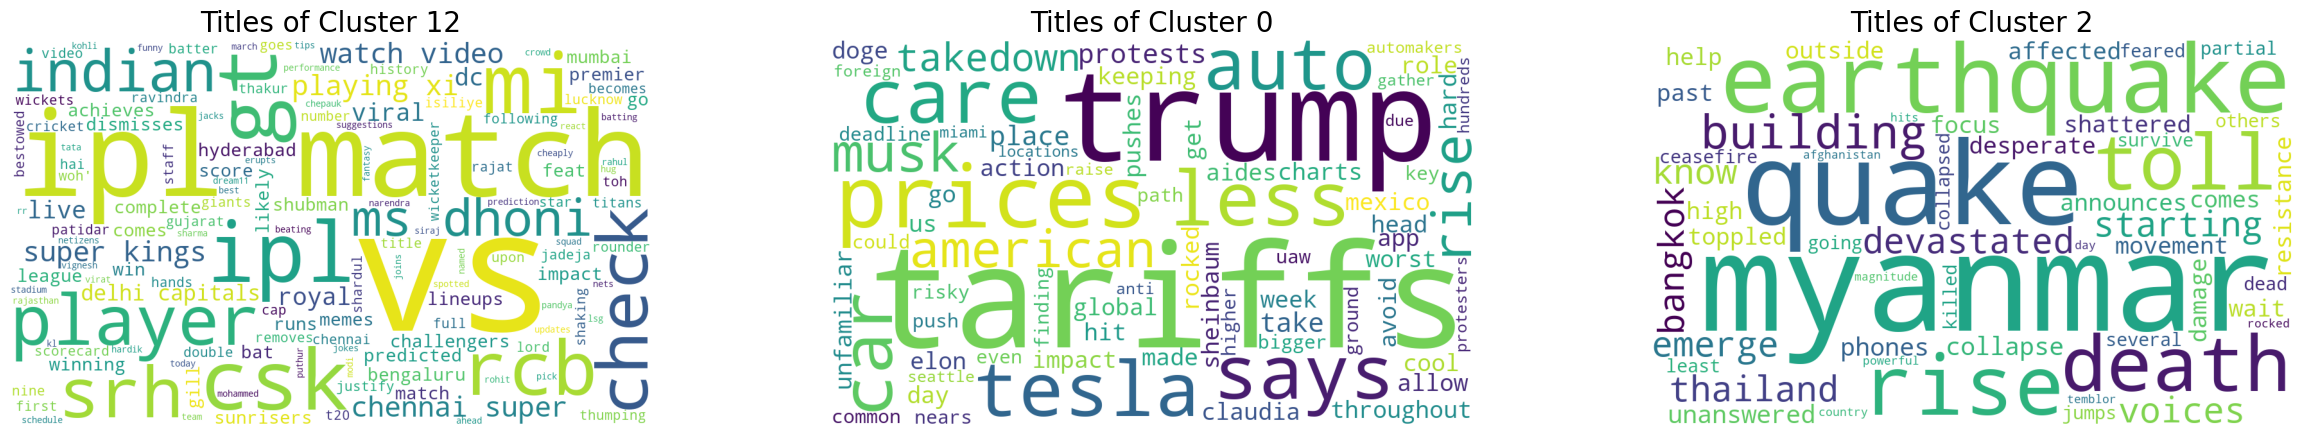 Titles of Cluster 12
kohli funny batter march goes tips crowd mumbai
video watch video
indian gt performance history dc premier
playing xi mi becomes
wickets ravindra thakur chepauk isiliye lucknow go
achieves jacks number viral following
bestowed cricket dismisses suggestions react batting
ipl match
tata hai staff hyderabad fantasy wicketkeeper rajat cheaply rahul
woh' erupts score feat toh hug
rr dream11 best likely narendra prediction star
live complete giants shubman ms dhoni titans
patidar comes gujarat sharma beating siraj squad
netizens super kings ipl vs title upon rounder check
league vignesh win joins named jadeja
stadium virat hands shardul spotted impact
rajasthan delhi capitals royal lineups pandya nets
player cap runs memes full updates shaking lsg
kl removes chennai challengers
scorecard hardik double bat jokes predicted lord
winning today puthur modi bengaluru rcb
nine srh gill mohammed csk justify rohit pick
first match
schedule team sunrisers t20 chennai super ahead thumping
Titles of Cluster 0
doge takedown protests auto automakers
foreign keeping role
care trump gather hard hundreds
deadline miami place pushes get due
musk locations action aides charts key rise
prices raise path less mexico
go head
unfamiliar us american rocked app
could sheinbaum uaw worst
tariffs
car risky finding anti global week ground avoid protesters
push hit higher take
elon even impact made bigger cool
seattle tesla says allow
day
common nears claudia throughout
Titles of Cluster 2
help outside affected feared partial
earthquake
past building hits focus shattered others
ceasefire afghanistan desperate survive
know quake collapsed toll
bangkok high announces comes resistance
toppled going devastated day starting
movement
myanmar
magnitude killed damage dead
wait
emerge phones collapse several rocked
least powerful death
thailand rise
unanswered country temblor jumps voices